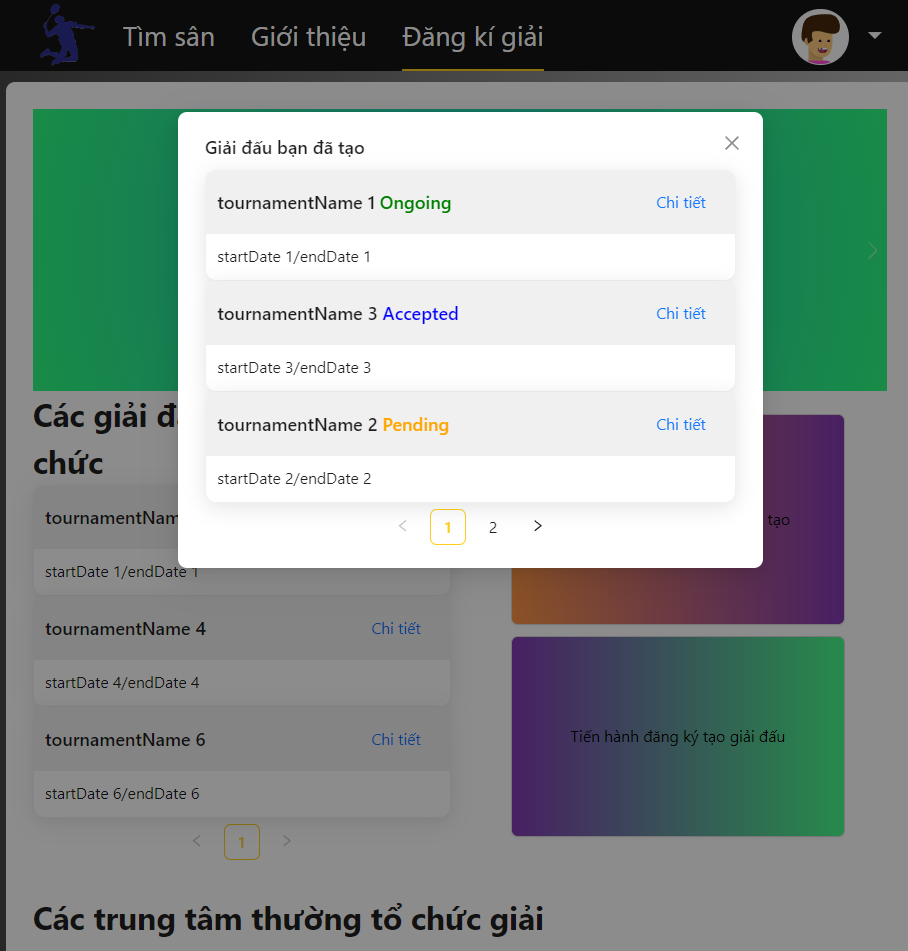 Tìm sân Giới thiệu Đăng kí giải
Giải đấu bạn đã tạo
tournamentName 1 Ongoing Chi tiết
startDate 1/endDate 1
tournamentName 3 Accepted Chi tiết
startDate 3/endDate 3
tournamentName 2 Pending Chi tiết
startDate 2/endDate 2
1 2
Các giải
chức
tạo
startDate 1/endDate 1
tournamentName 4 Chi tiết
startDate 4/endDate 4
tournamentName 6 Chi tiết
startDate 6/endDate 6
1
Tiến hành đăng ký tạo giải đấu
Các trung tâm thường tổ chức giải